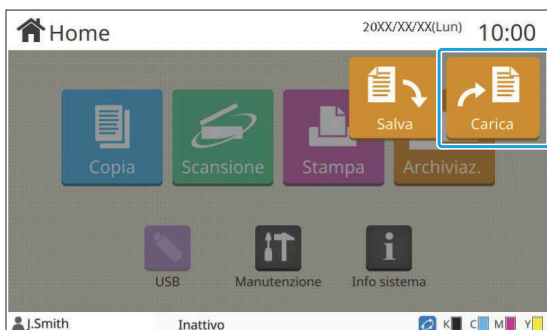 Home 20XX/XX/XX(Lun) 10:00
Salva Carica
Copia Scansione Stampa Archiviaz.
USB Manutenzione Info sistema
J.Smith Inattivo K C M Y